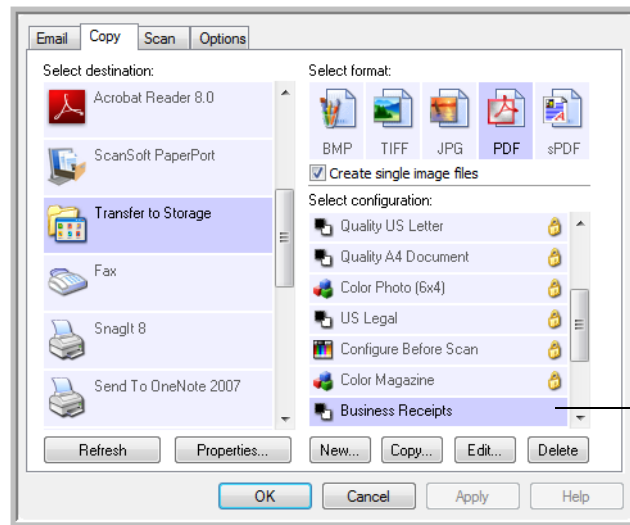 Email Copy Scan Options
Select destination:
Acrobat Reader 8.0
ScanSoft PaperPort
Transfer to Storage
Fax
SnagIt 8
Send To OneNote 2007
Refresh Properties...
Select format:
BMP TIFF JPG PDF sPDF
Create single image files
Select configuration:
Quality US Letter
Quality A4 Document
Color Photo (6x4)
US Legal
Configure Before Scan
Color Magazine
Business Receipts
New... Copy... Edit... Delete
OK Cancel Apply Help